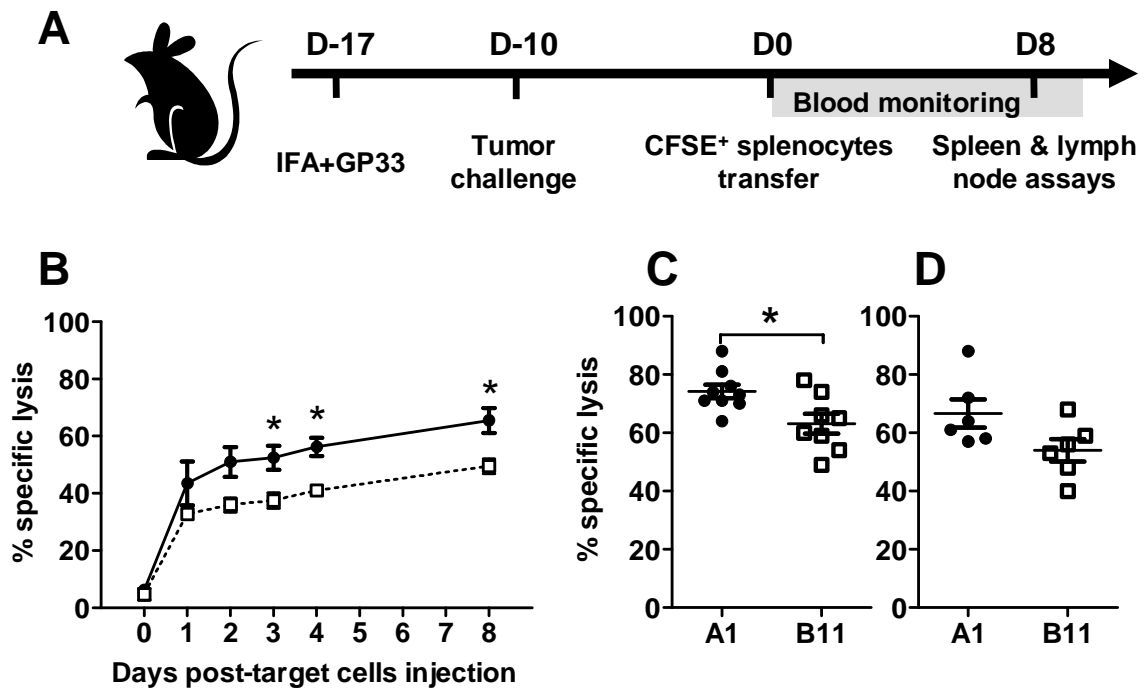 A
D-17 D-10 D0 D8
Blood monitoring
IFA+GP33
Tumor
challenge
CFSE⁺ splenocytes
transfer
Spleen & lymph
node assays
B
% specific lysis
100
80
60
40
20
0
* * *
0 1 2 3 4 5 6 7 8
Days post-target cells injection
C
% specific lysis
100
80
60
40
20
0
*
A1 B11
D
100
80
60
40
20
0
A1 B11